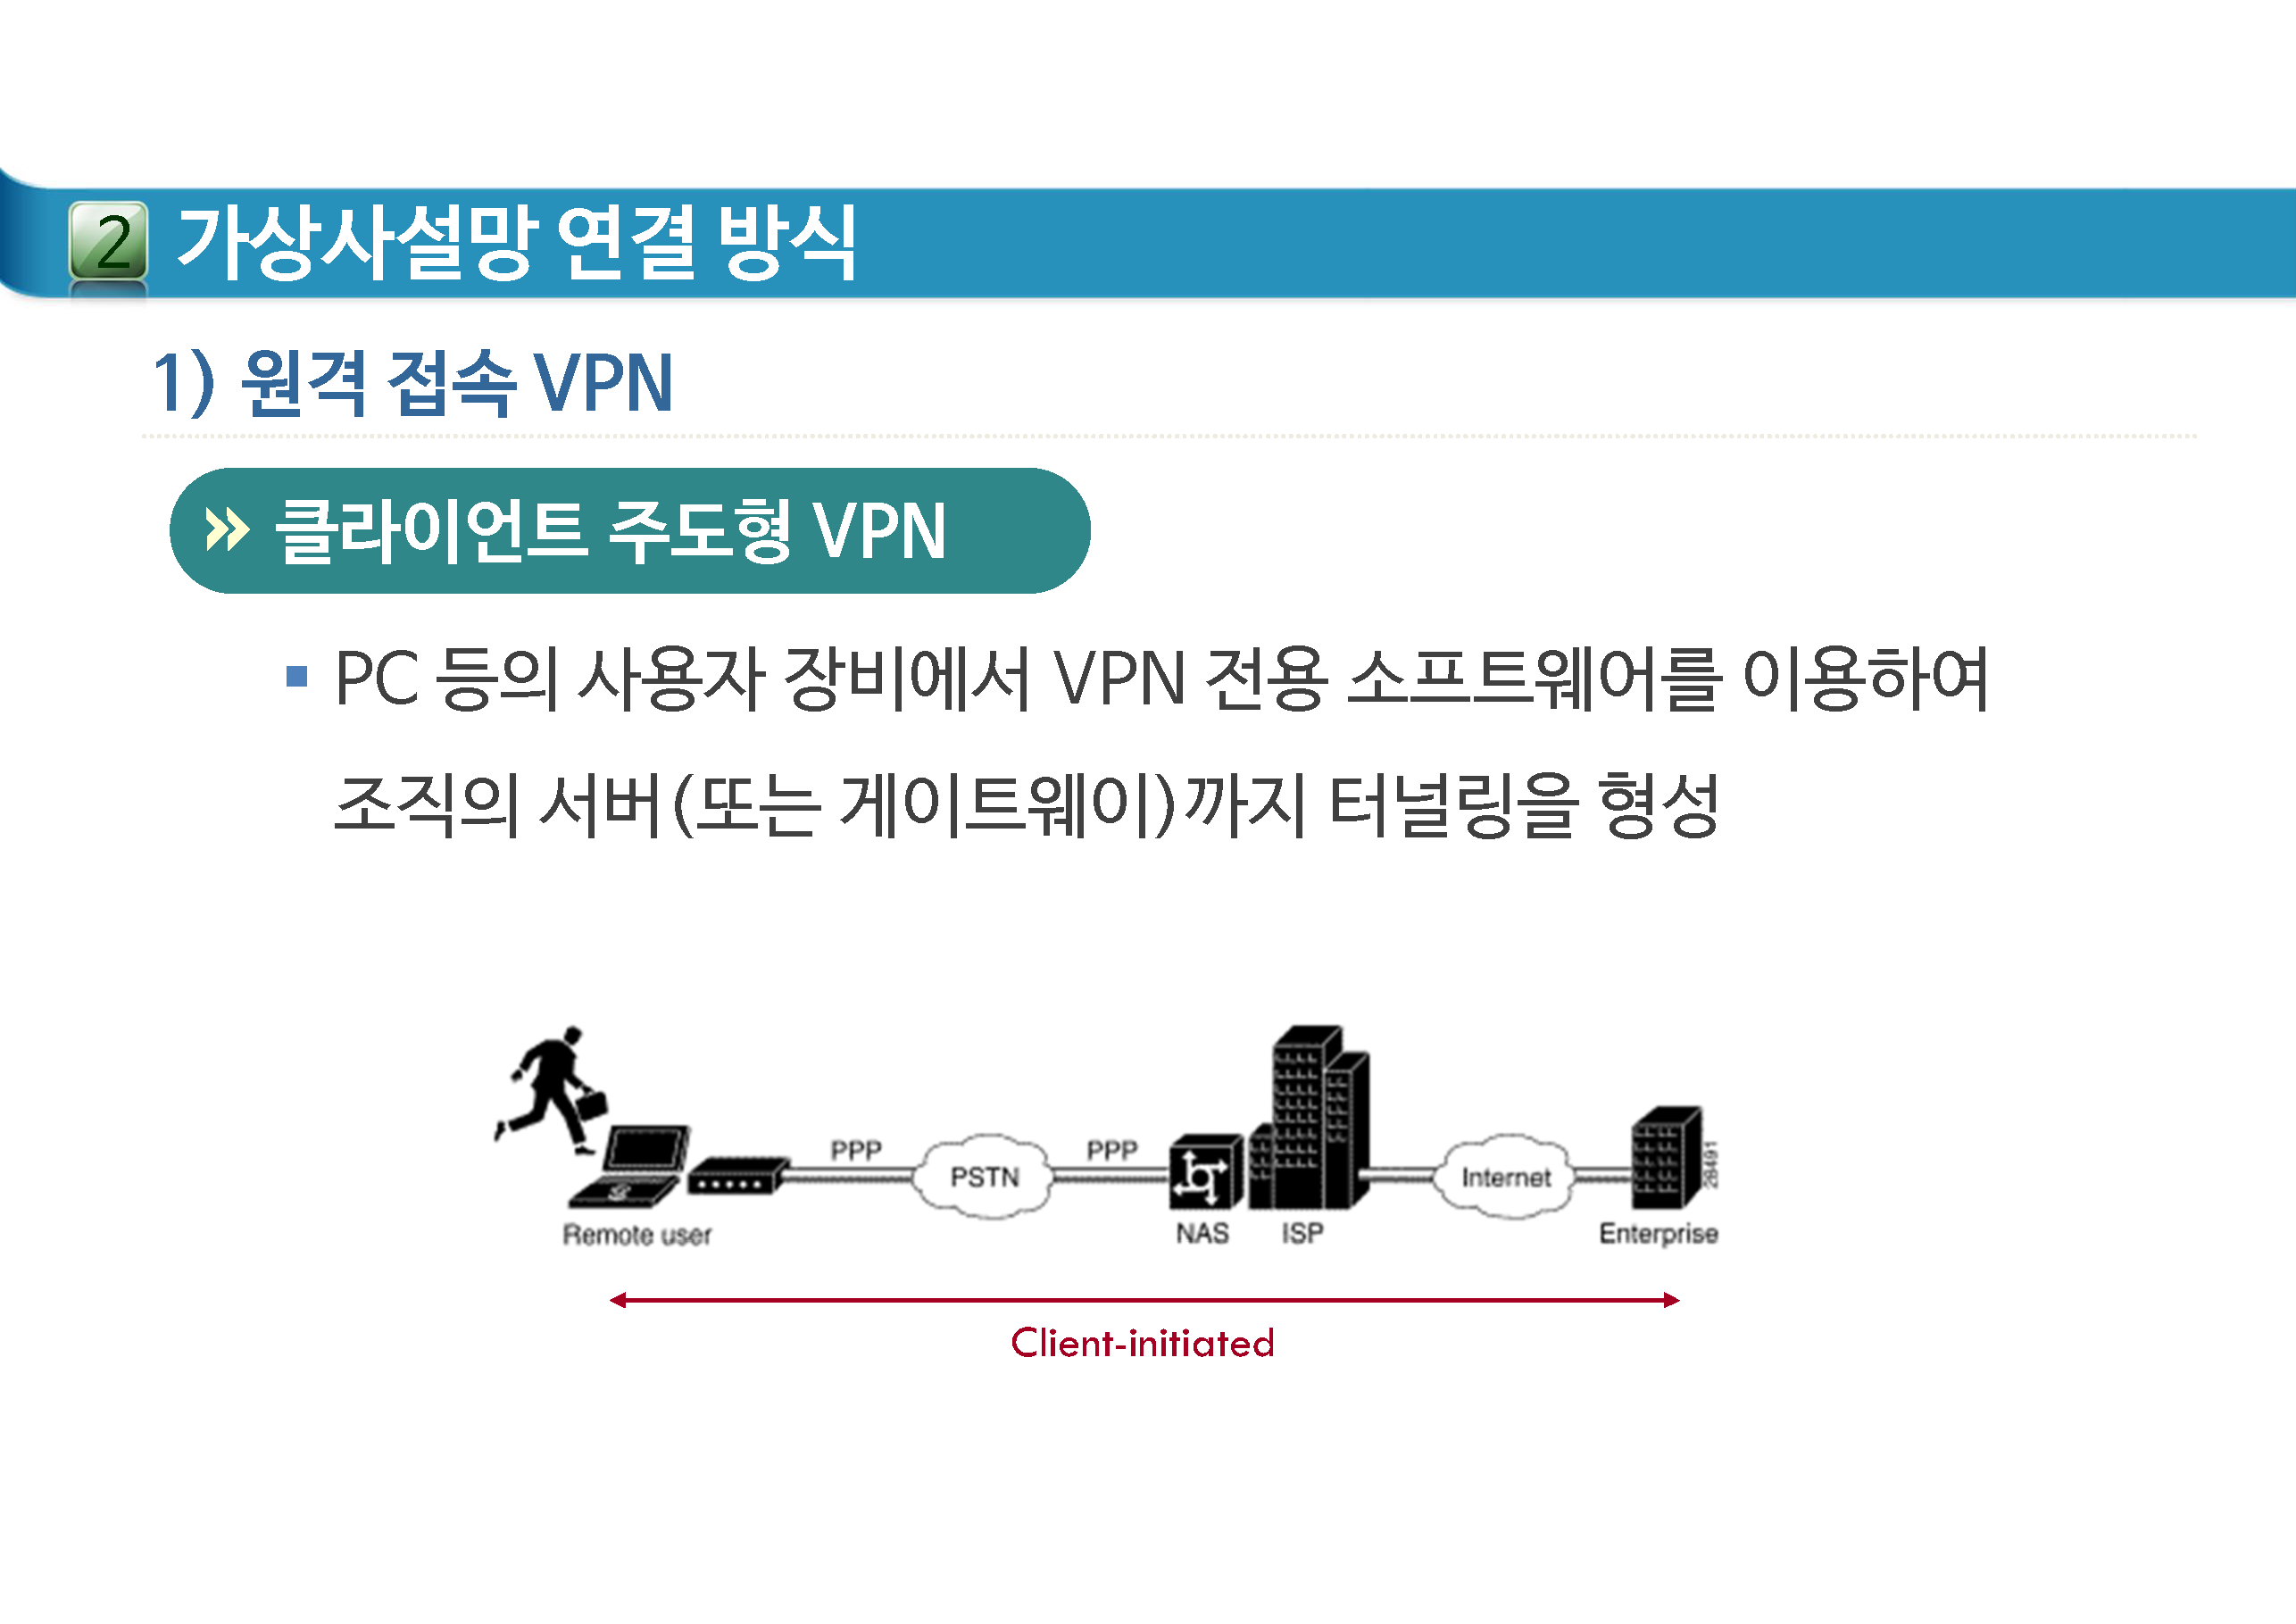 2 가상사설망 연결 방식
1) 원격 접속 VPN
» 클라이언트 주도형 VPN
▪ PC 등의 사용자 장비에서 VPN 전용 소프트웨어를 이용하여
조직의 서버(또는 게이트웨이)까지 터널링을 형성
PPP
PSTN
PPP
Internet
28491
Remote user
NAS
ISP
Enterprise
Client-initiated